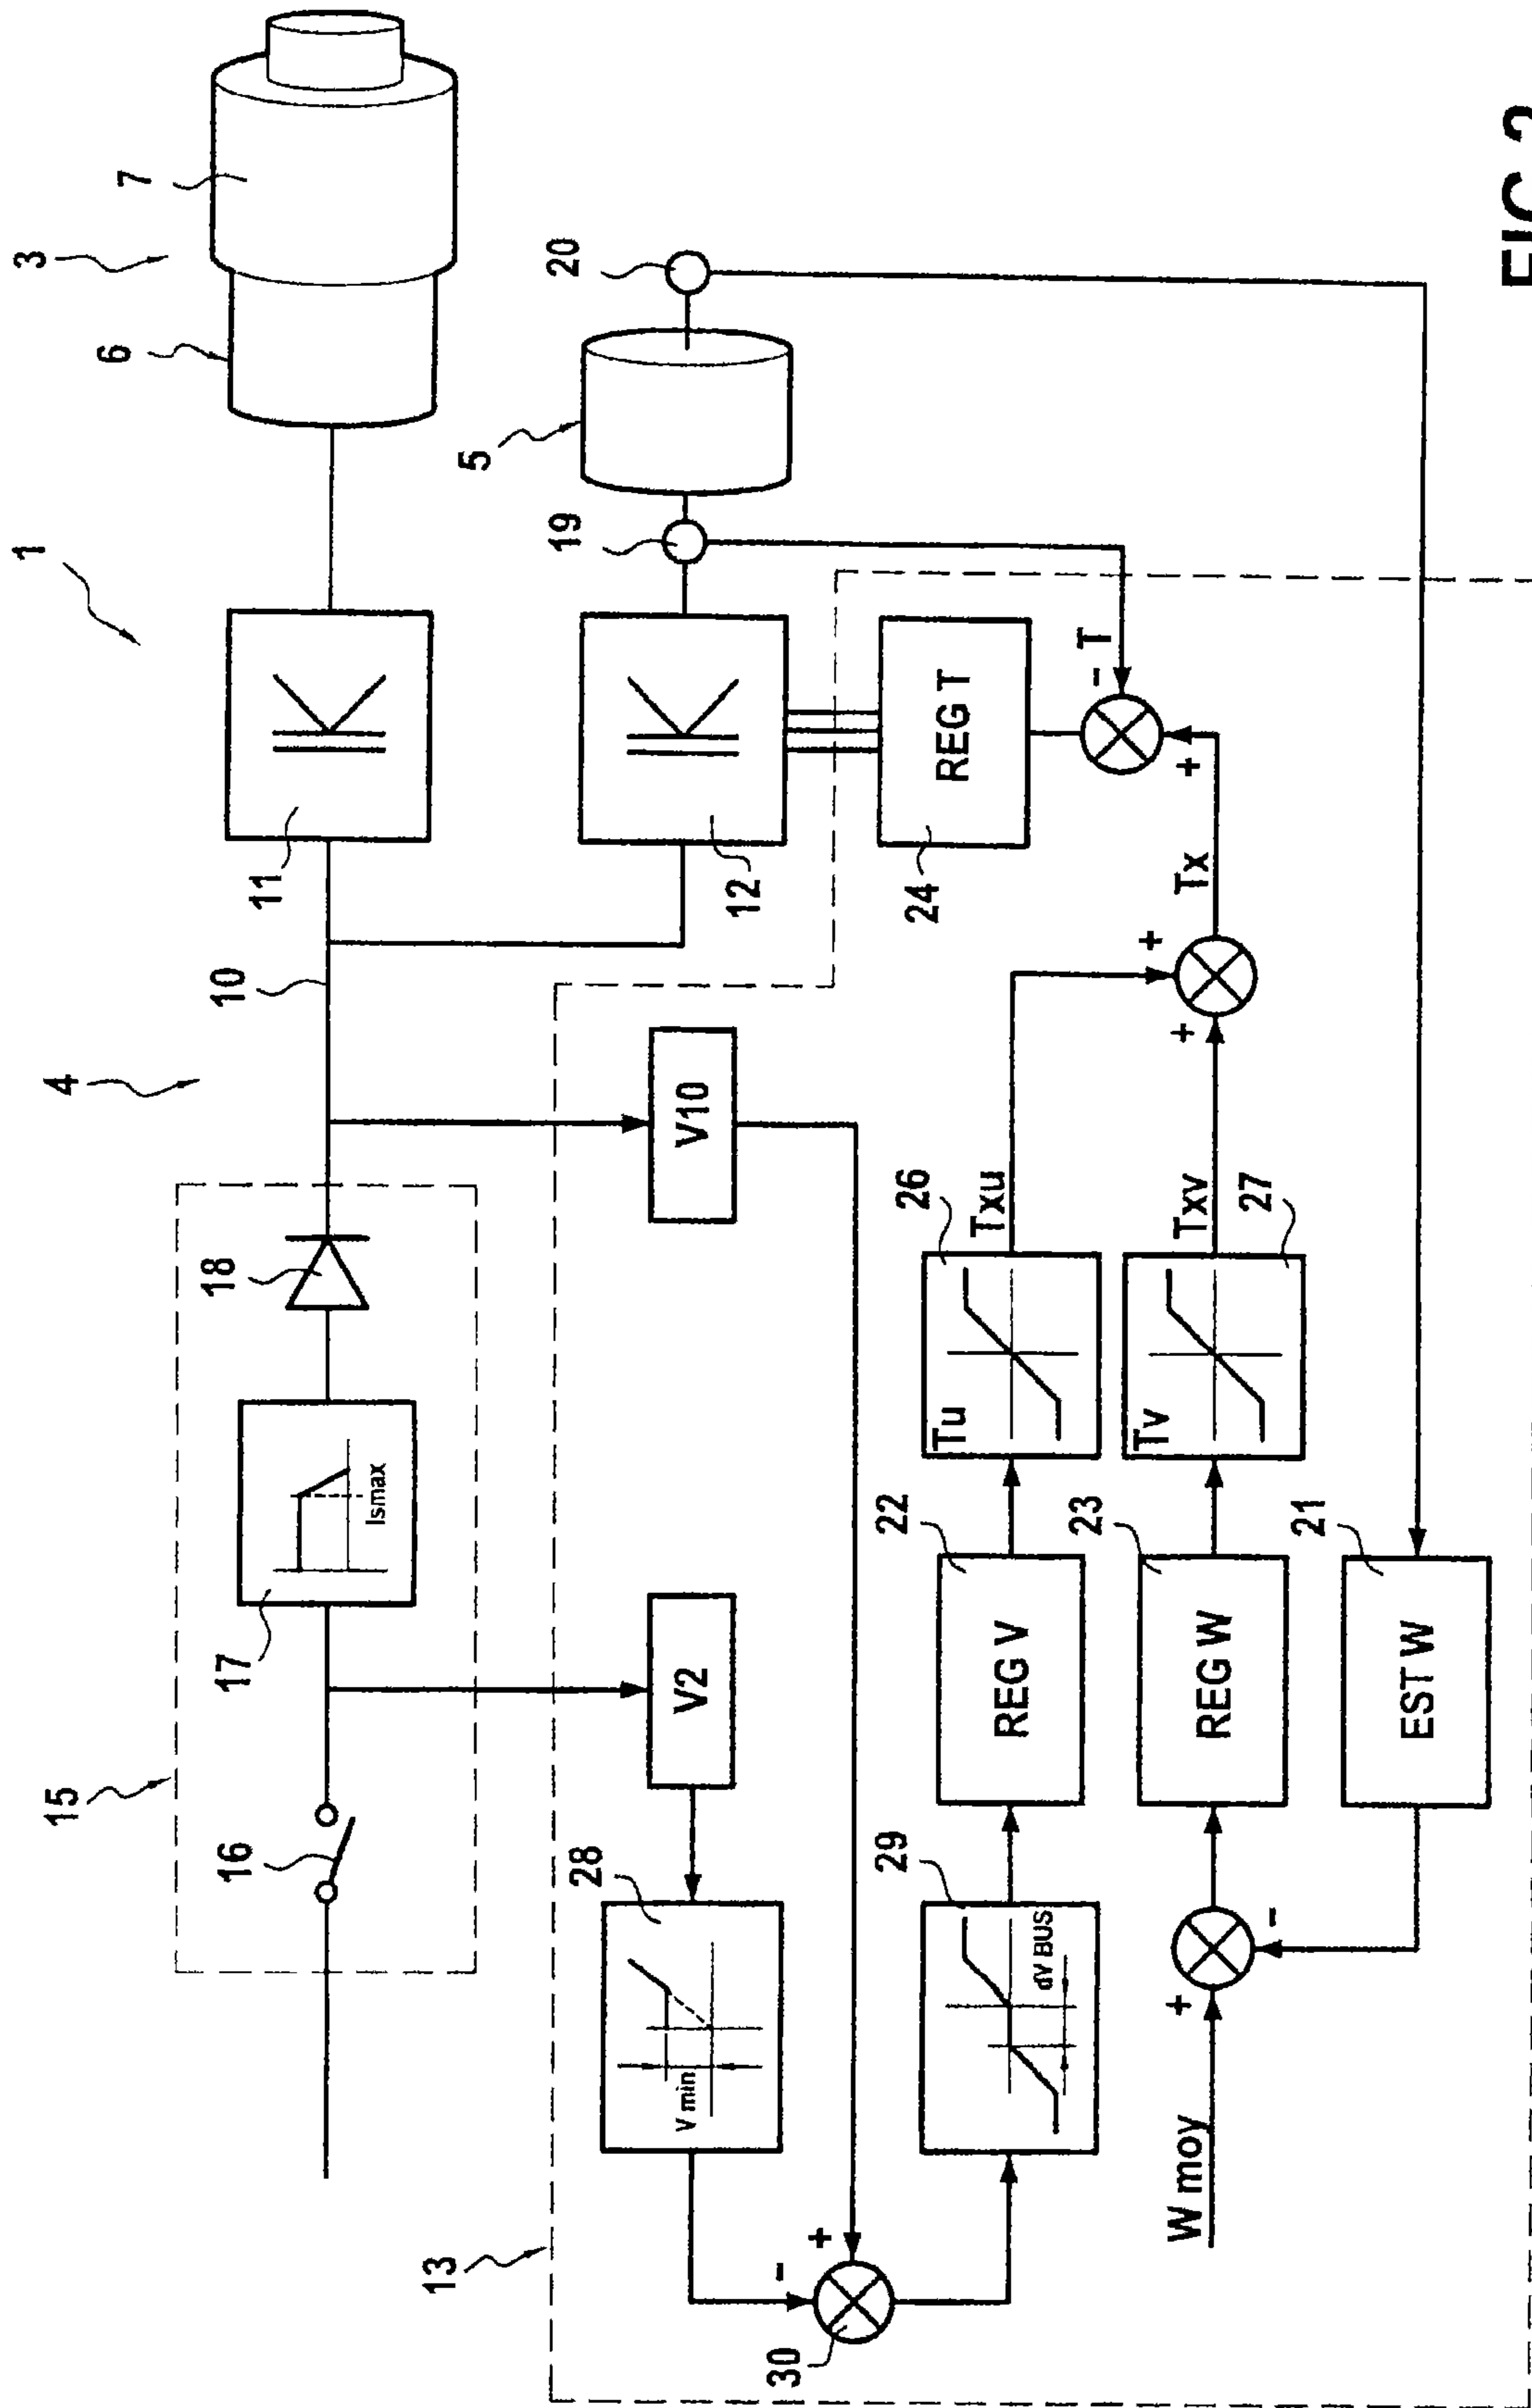 1
3
6
7
4
10
11
15
16
17
Ismax
18
5
19
20
12
V2
V10
13
28
V min
24
REG T
T
-
+
30
-
+
29
dV BUS
22
REG V
26
Tu
Txu
+
+
Tx
W moy
+
-
23
REG W
Tv
27
Txv
21
EST W